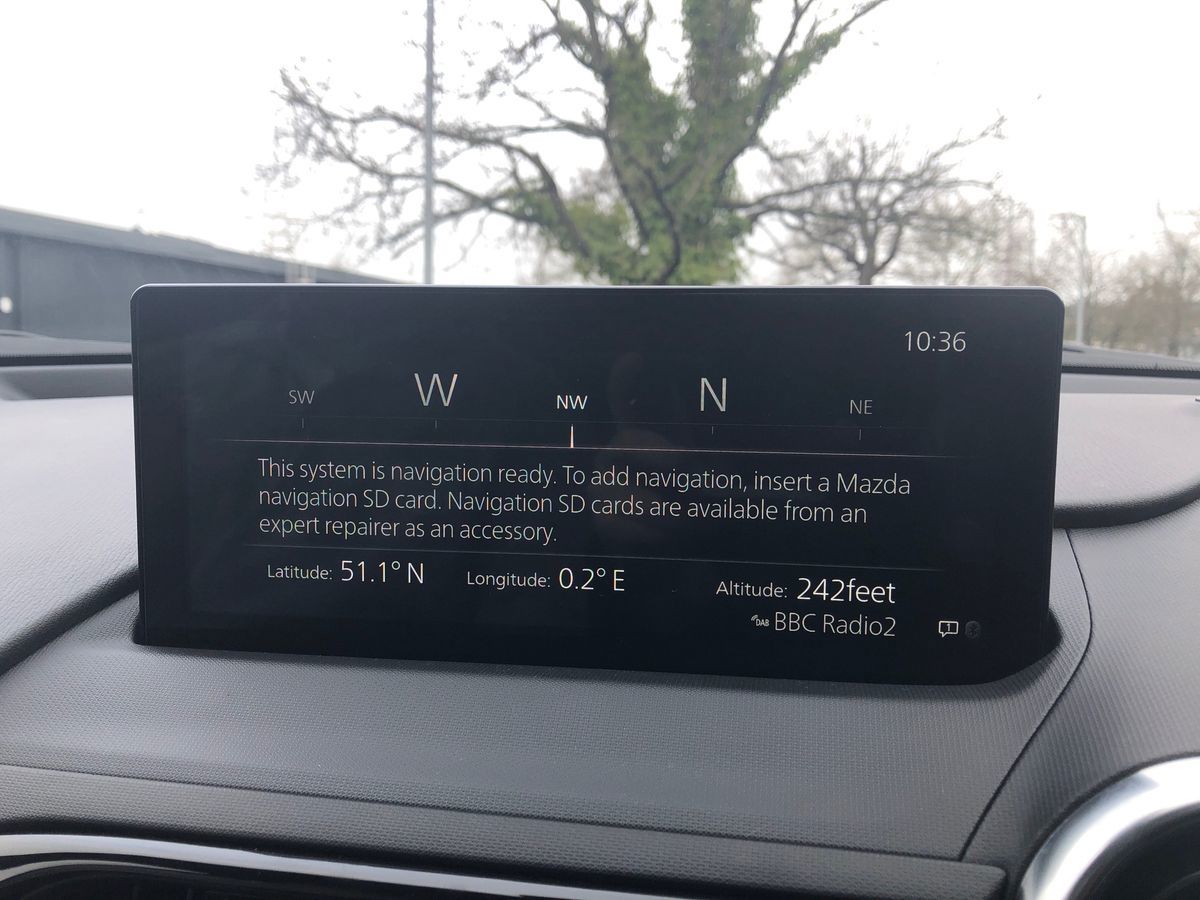 10:36
SW W NW N NE
This system is navigation ready. To add navigation, insert a Mazda
navigation SD card. Navigation SD cards are available from an
expert repairer as an accessory.
Latitude: 51.1° N Longitude: 0.2° E Altitude: 242feet
DAB BBC Radio2 1